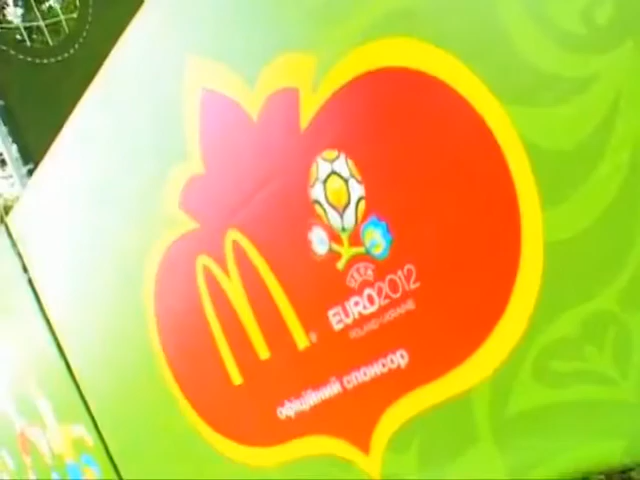 M
UEFA
EURO2012
POLAND-UKRAINE
офіційний спонсор